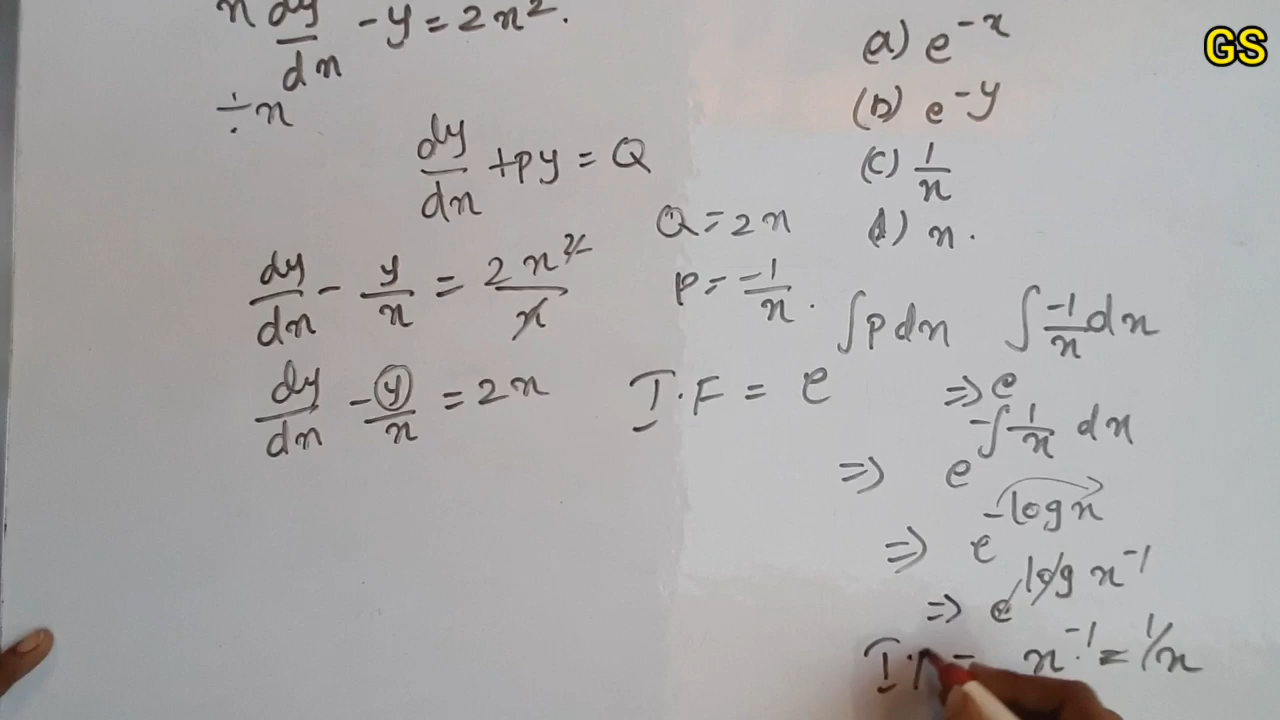 x dy/dx - y = 2x².
÷x
dy/dx + py = Q
dy/dx - y/x = 2x²/x
dy/dx - y/x = 2x
GS
(a) e^-x
(b) e^-y
(c) 1/x
(d) x.
Q = 2x
p = -1/x.
I.F = e^∫p dx ⇒ e^∫-1/x dx
⇒ e^-∫1/x dx
⇒ e^-log x
⇒ e^log x^-1
I.F = x^-1. = 1/x